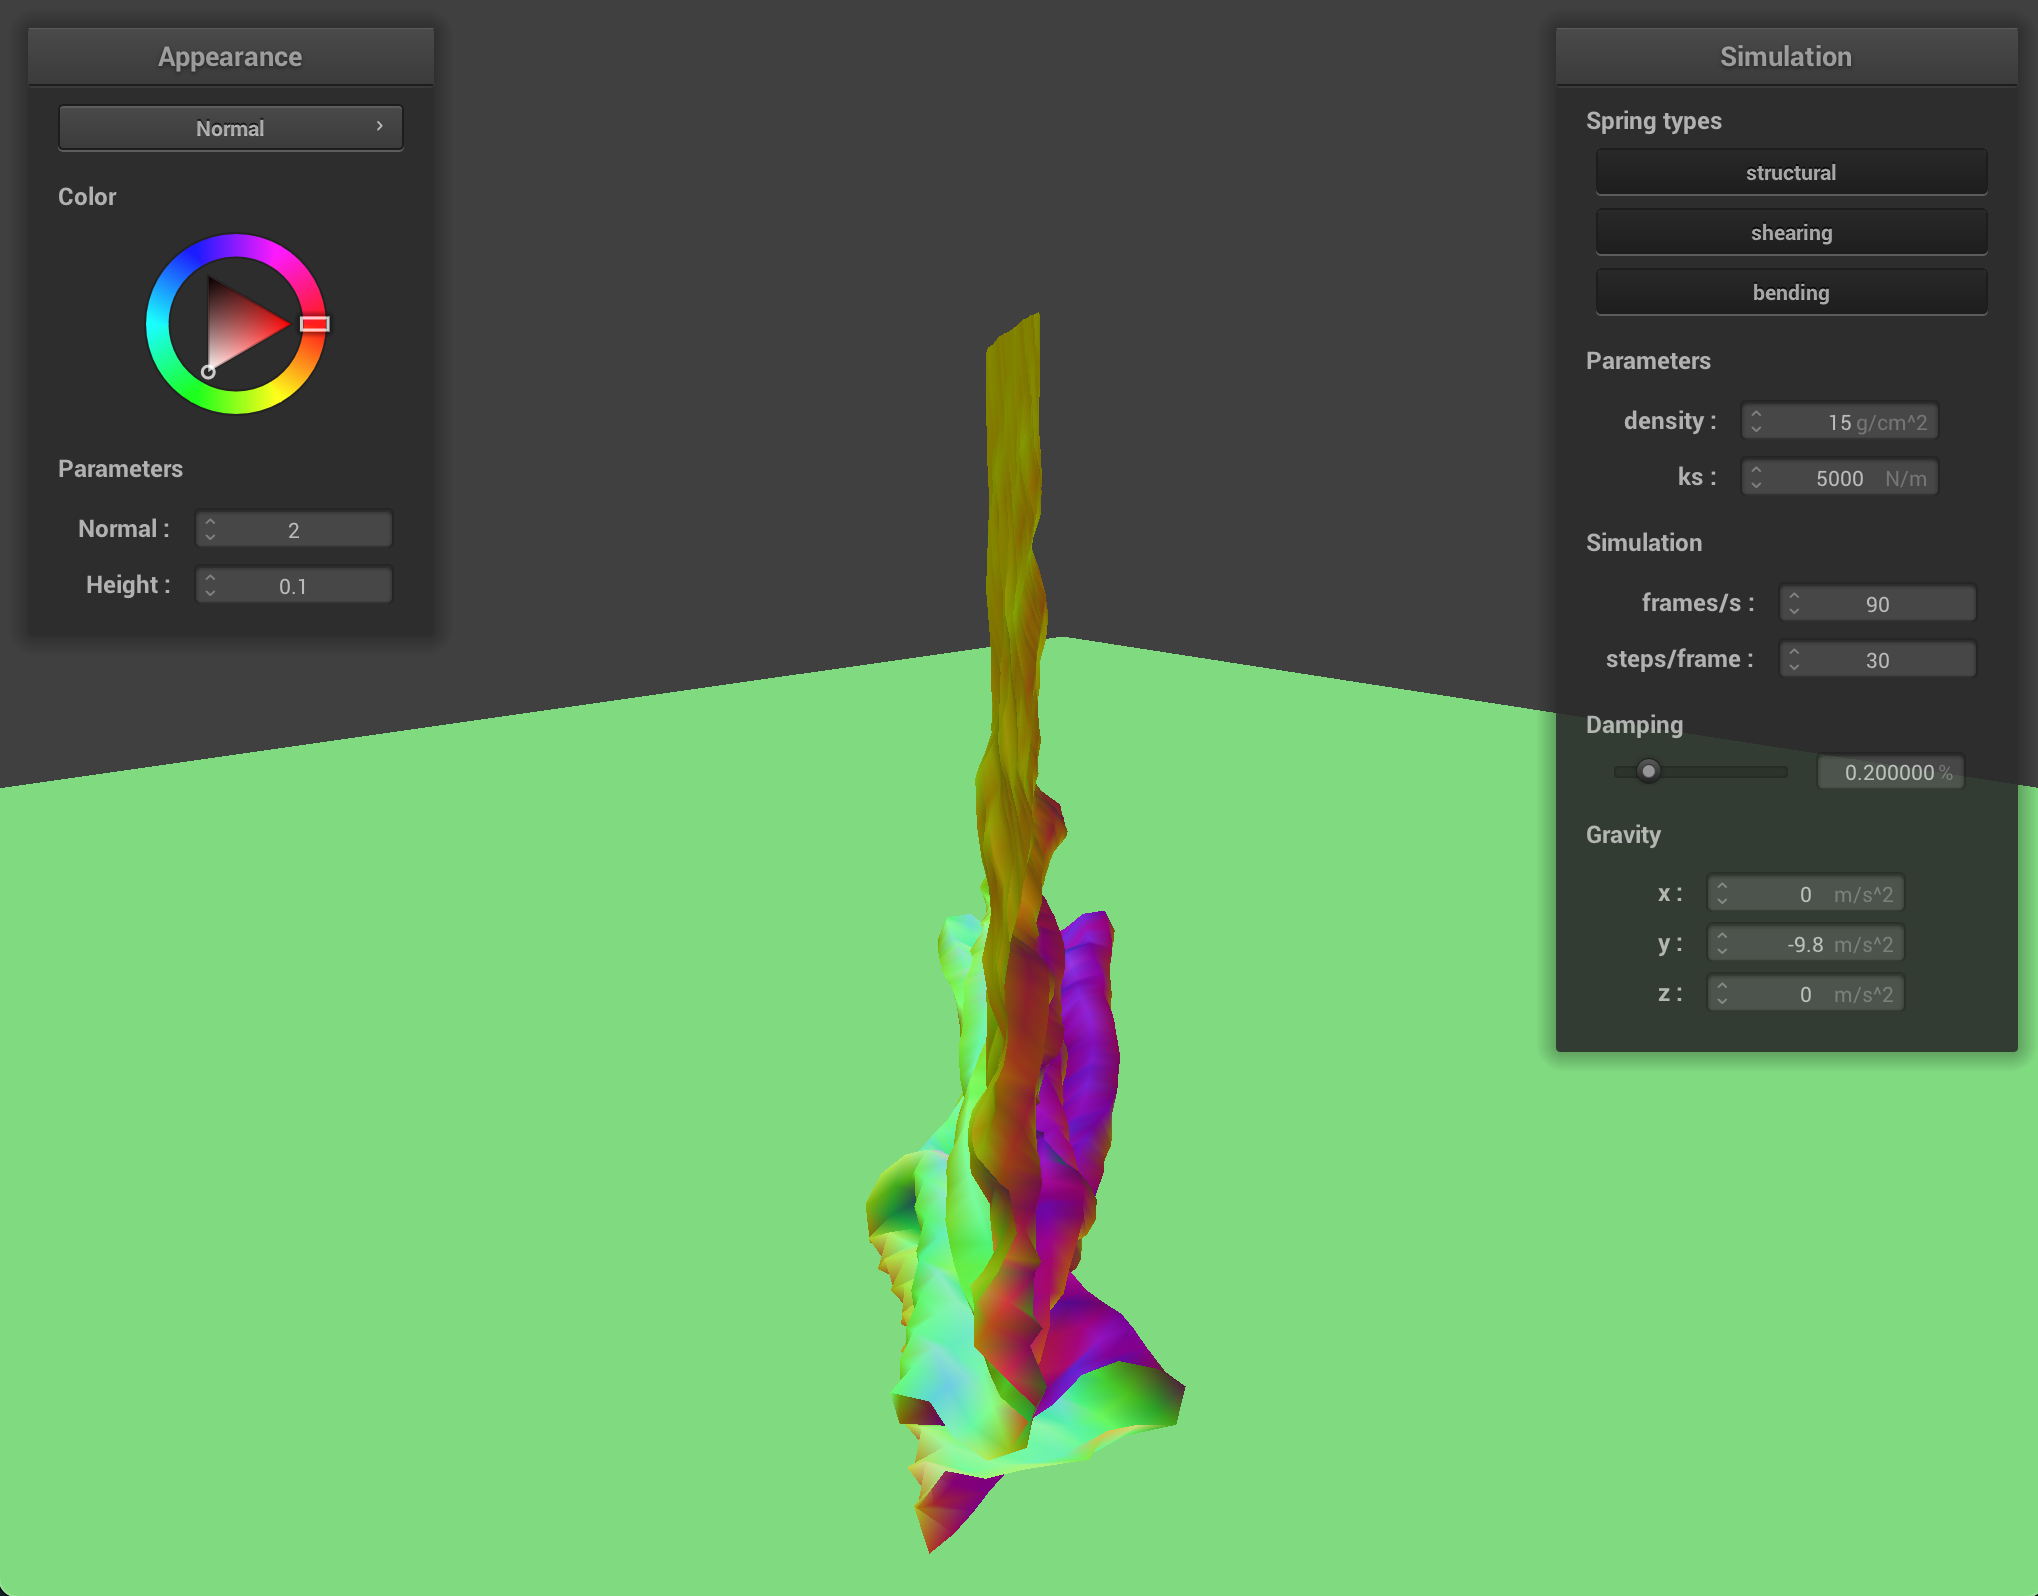 Appearance
Normal
Color
Parameters
Normal : 2
Height : 0.1
Simulation
Spring types
structural
shearing
bending
Parameters
density : 15 g/cm^2
ks : 5000 N/m
Simulation
frames/s : 90
steps/frame : 30
Damping
0.200000 %
Gravity
x : 0 m/s^2
y : -9.8 m/s^2
z : 0 m/s^2